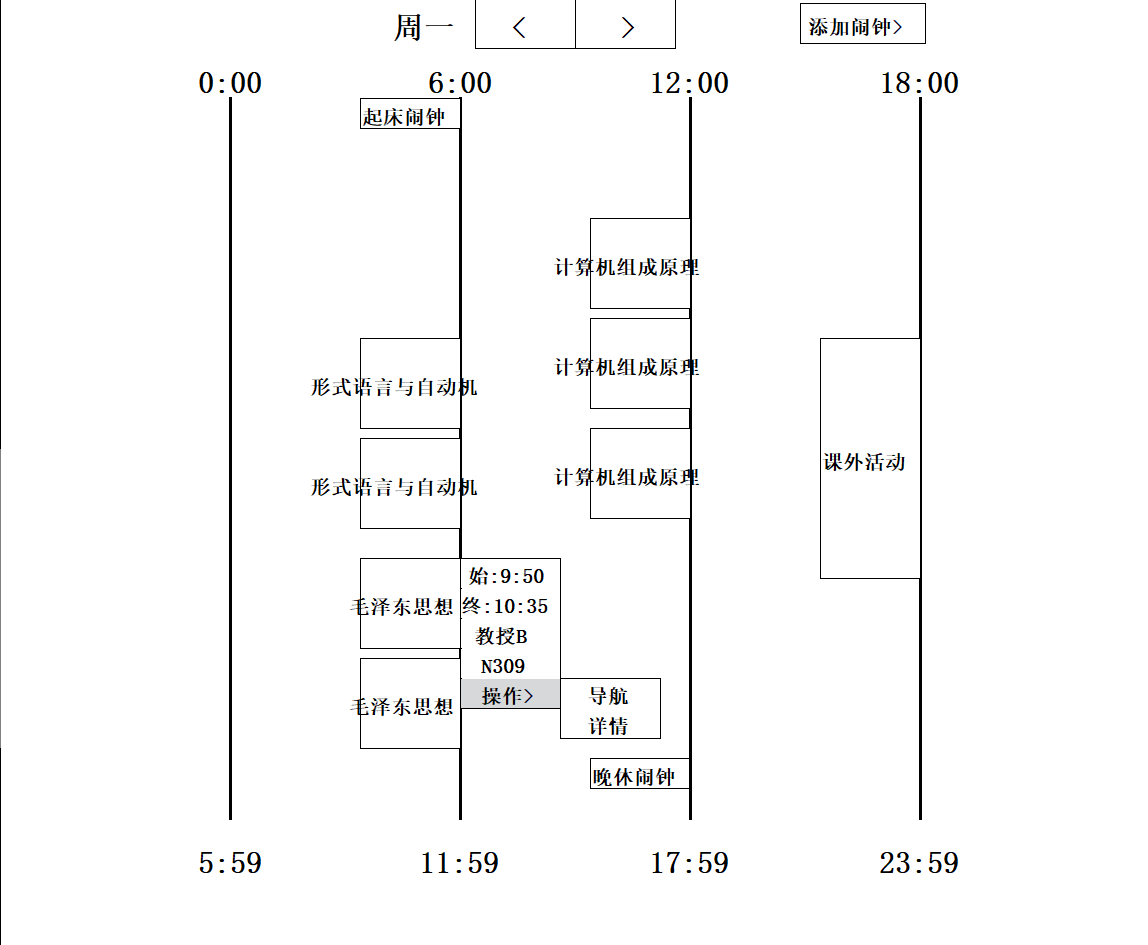 周一 < >
添加闹钟>
0:00 6:00 12:00 18:00
起床闹钟
计算机组成原理
计算机组成原理
形式语言与自动机
课外活动
计算机组成原理
形式语言与自动机
始:9:50
毛泽东思想 终:10:35
教授B
N309
操作> 导航
毛泽东思想
详情
晚休闹钟
5:59 11:59 17:59 23:59